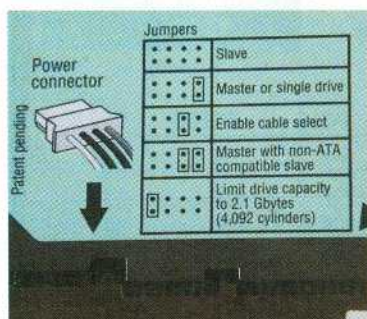 Jumpers
Power
connector
Patent pending
Slave
Master or single drive
Enable cable select
Master with non-ATA
compatible slave
Limit drive capacity
to 2.1 Gbytes
(4,092 cylinders)